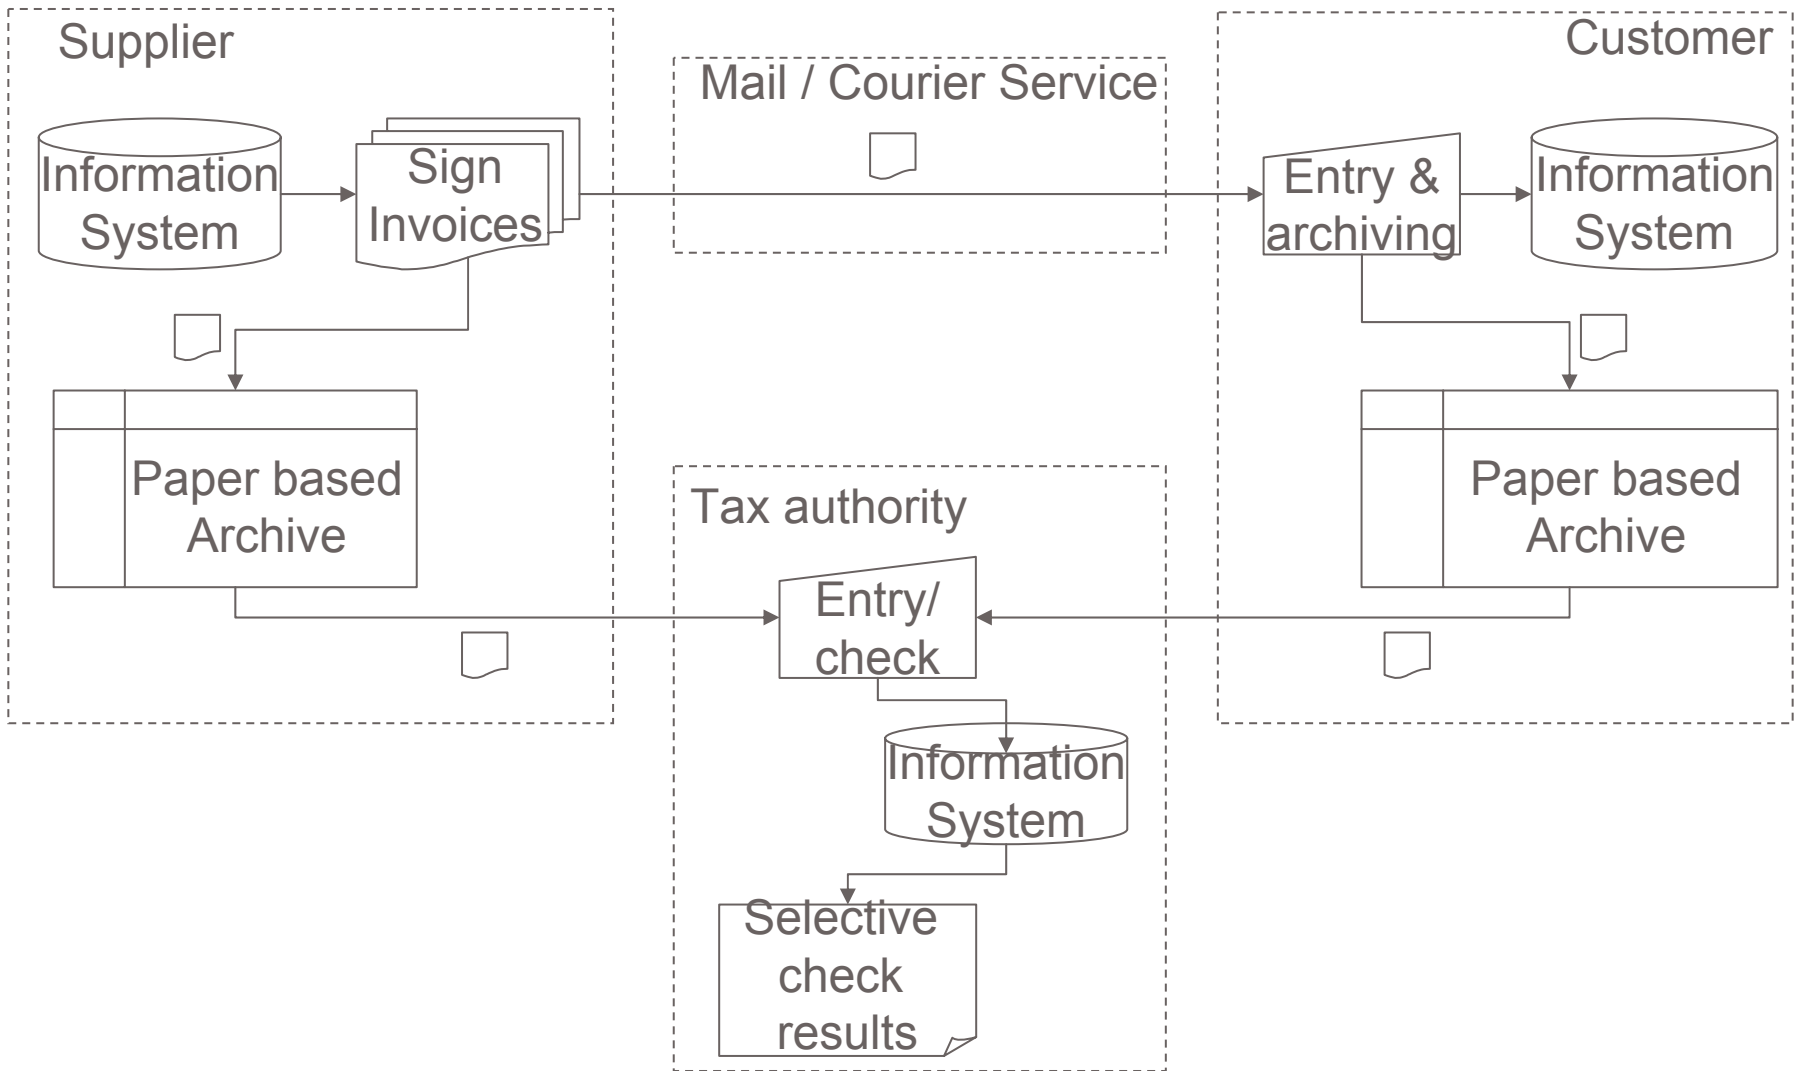 Supplier
Information
System
Sign
Invoices
Paper based
Archive
Mail / Courier Service
Customer
Entry &
archiving
Information
System
Paper based
Archive
Tax authority
Entry/
check
Information
System
Selective
check
results